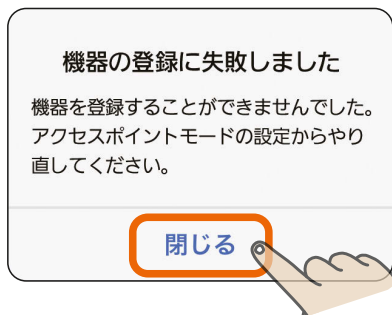 機器の登録に失敗しました
機器を登録することができませんでした。
アクセスポイントモードの設定からやり
直してください。
閉じる